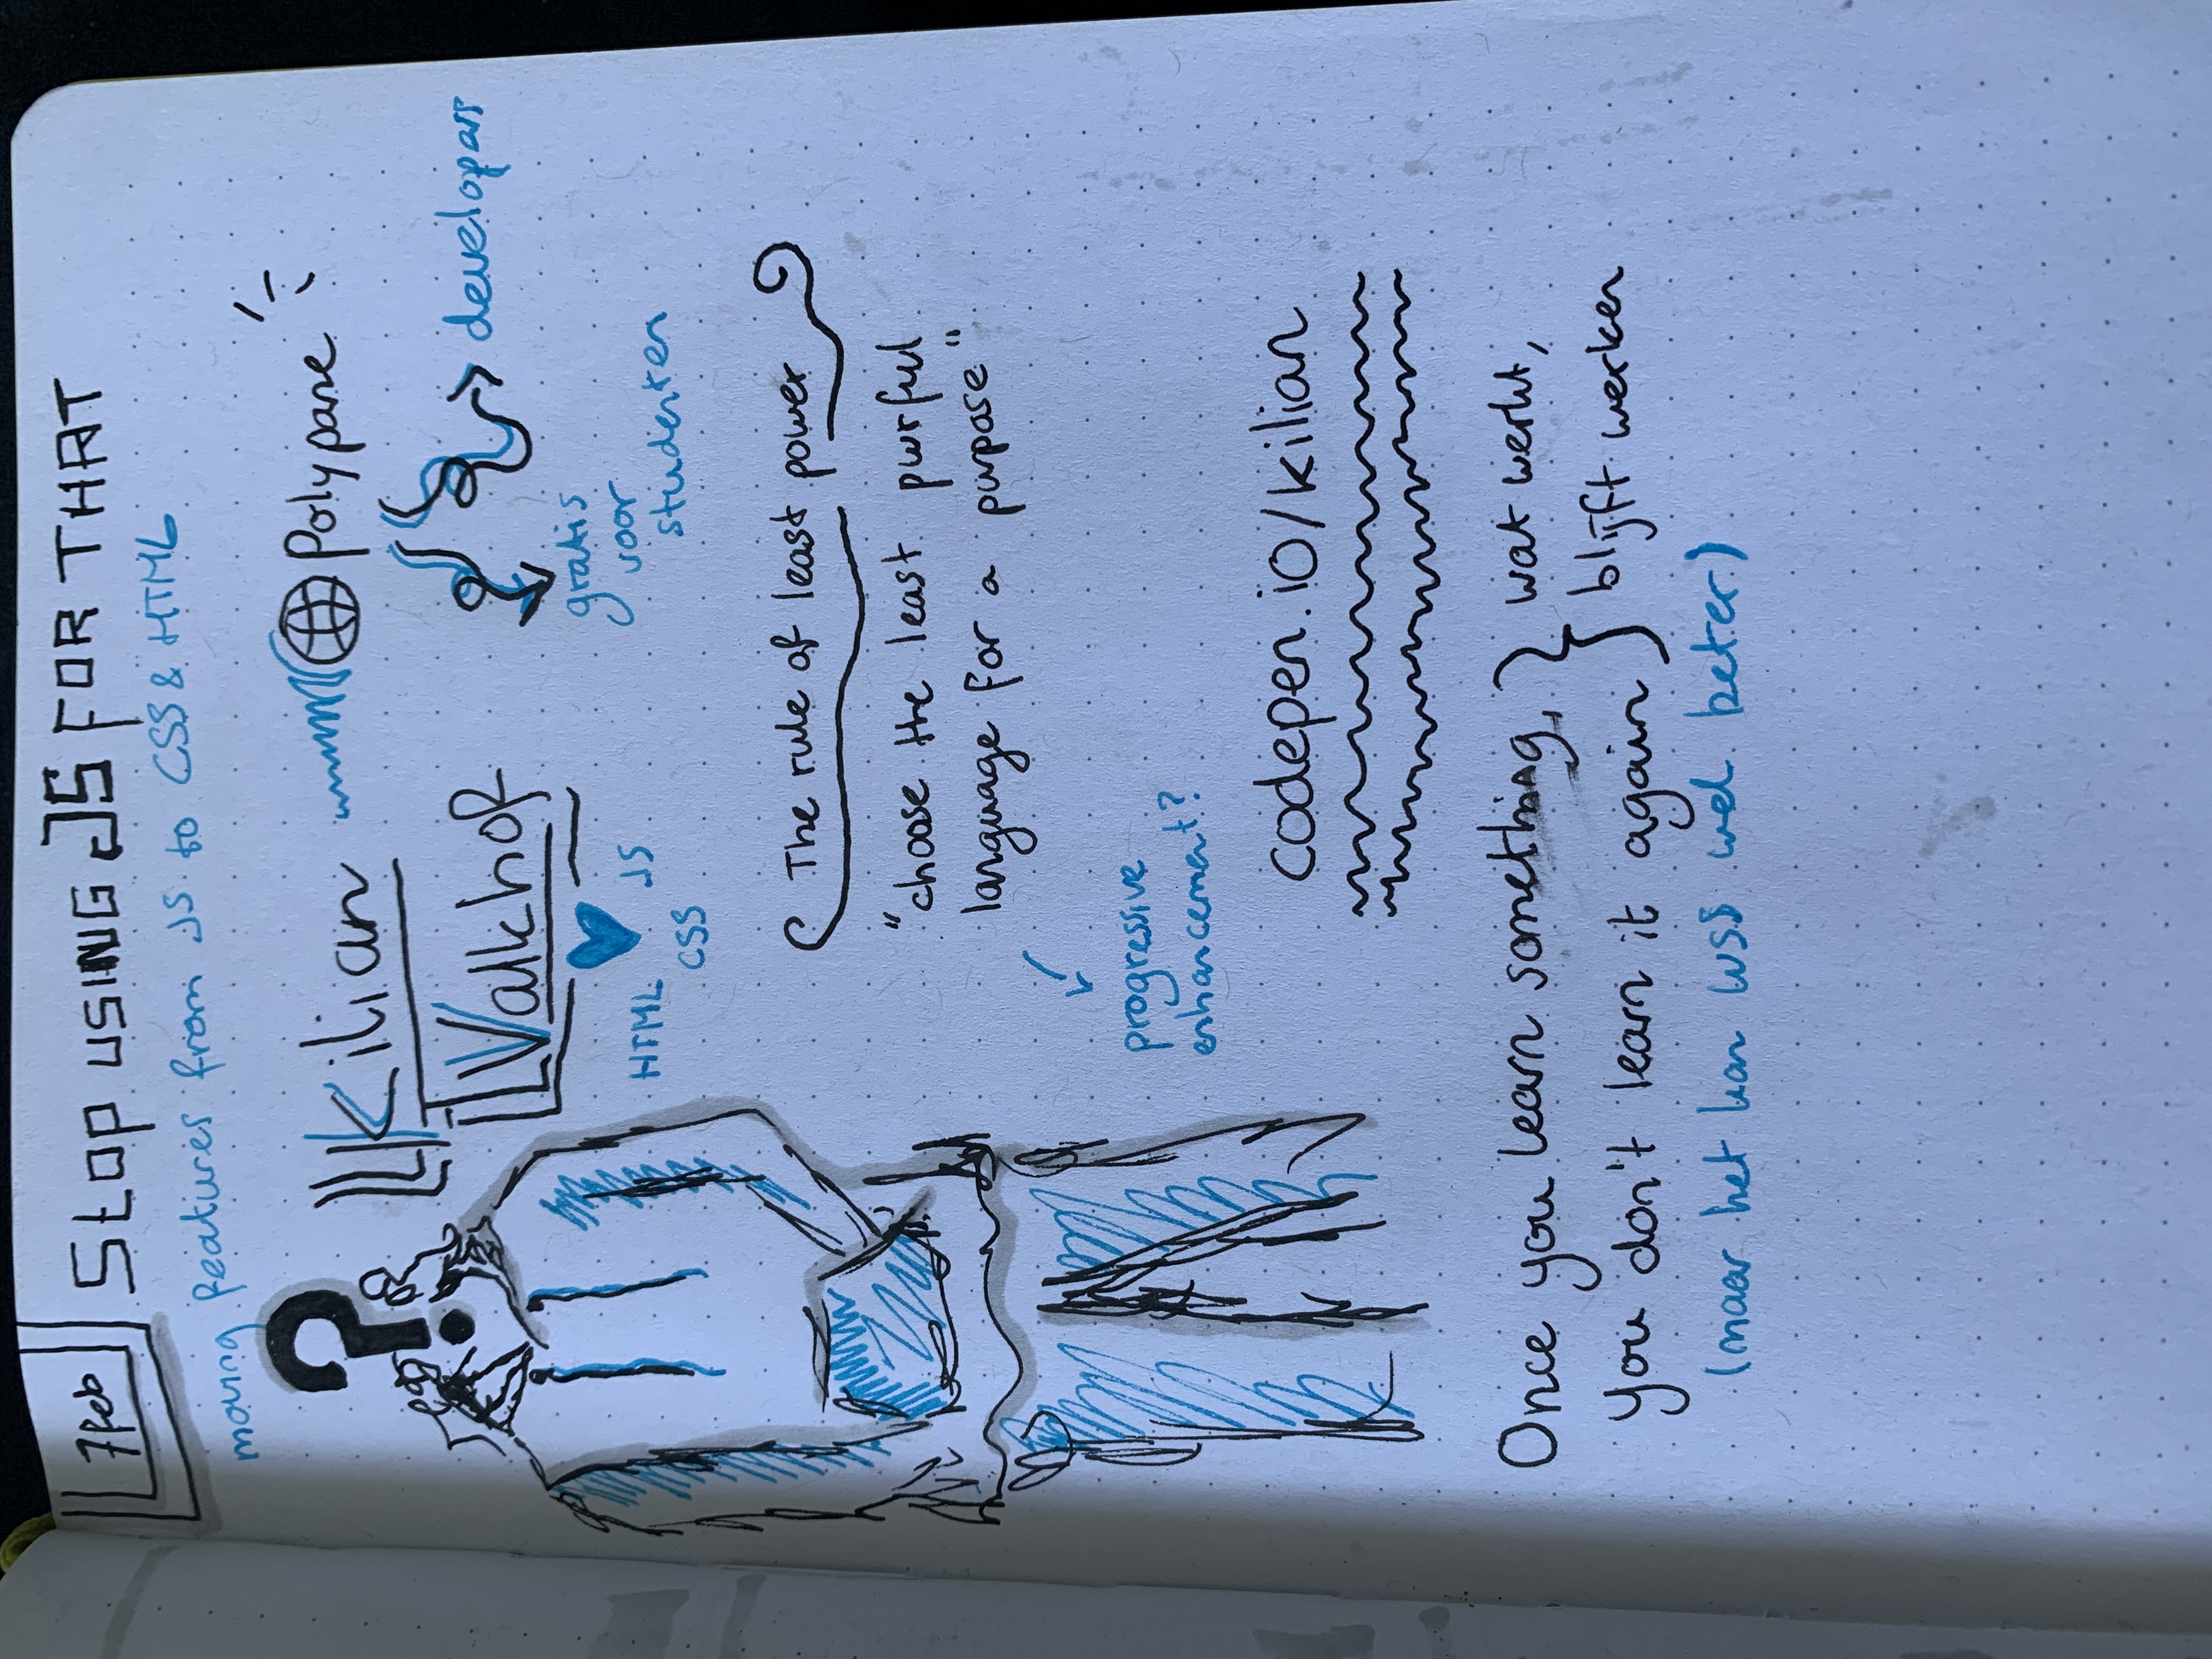 7feb
Stop USING JS FOR THAT
moving features from JS to CSS & HTML
?
Kilian
Polypane
Valkhof
developers
HTML
JS
CSS
gratis
voor
studenten
The rule of least power
"choose the least pwrful
language for a purpose"
progressive
enhancement?
codepen.io/kilian
Once you learn something,
you don't learn it again
wat werkt,
blijft werken
(maar het kan wss wel beter)